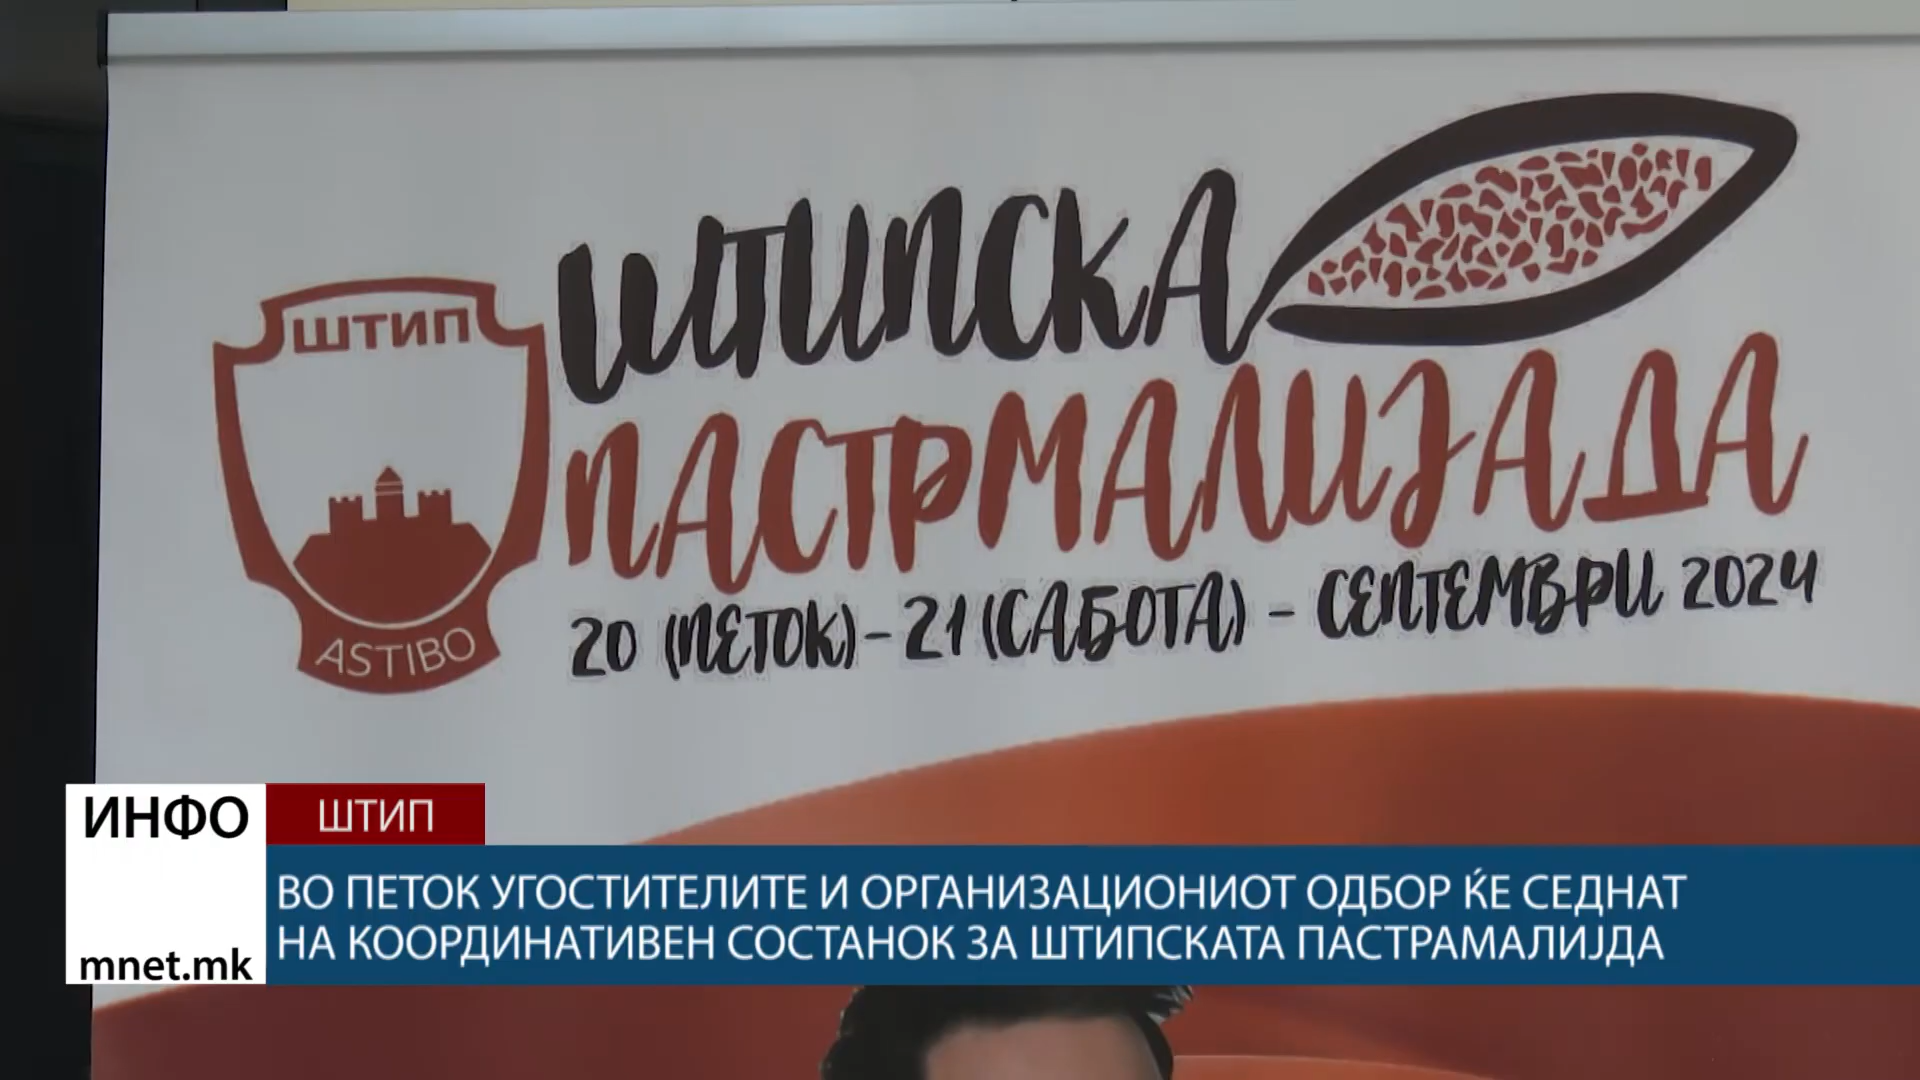 ШТИПСКА
ШТИП
ПАСТРМАЛИЈАДА
20 (ПЕТОК) - 21 (САБОТА) - СЕПТЕМВРИ 2024
ASTIBO
ИНФО
ШТИП
ВО ПЕТОК УГОСТИТЕЛИТЕ И ОРГАНИЗАЦИОНИОТ ОДБОР ЌЕ СЕДНАТ
НА КООРДИНАТИВЕН СОСТАНОК ЗА ШТИПСКАТА ПАСТРАМАЛИЈДА
mnet.mk